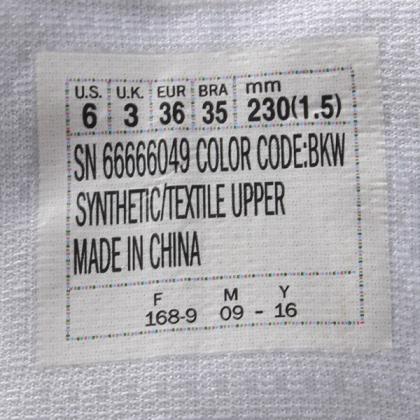 U.S. U.K. EUR BRA mm
6 3 36 35 230(1.5)
SN 66666049 COLOR CODE:BKW
SYNTHETIC/TEXTILE UPPER
MADE IN CHINA
F M Y
168-9 09 - 16